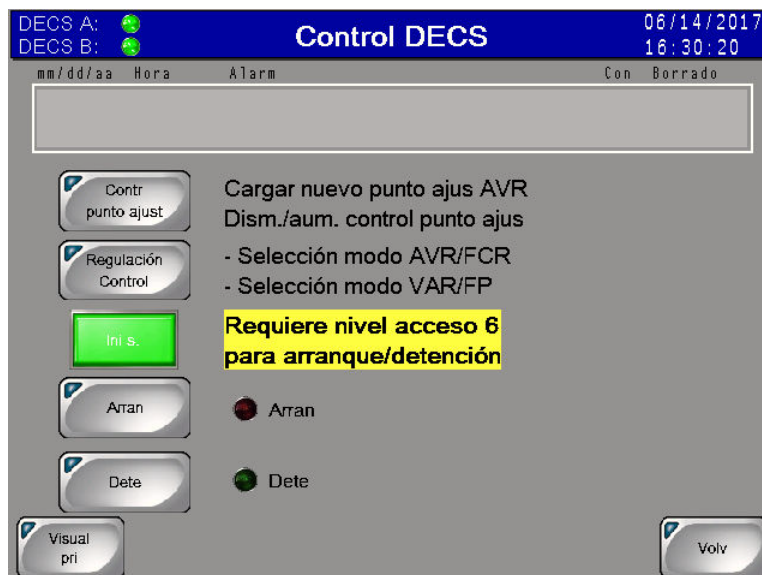 DECS A:
DECS B:
Control DECS
06/14/2017
16:30:20
mm/dd/aa Hora Alarm Con Borrado
Contr
punto ajust
Cargar nuevo punto ajus AVR
Dism./aum. control punto ajus
Regulación
Control
- Selección modo AVR/FCR
- Selección modo VAR/FP
Ini s.
Requiere nivel acceso 6
para arranque/detención
Arran
Arran
Dete
Dete
Visual
pri
Volv